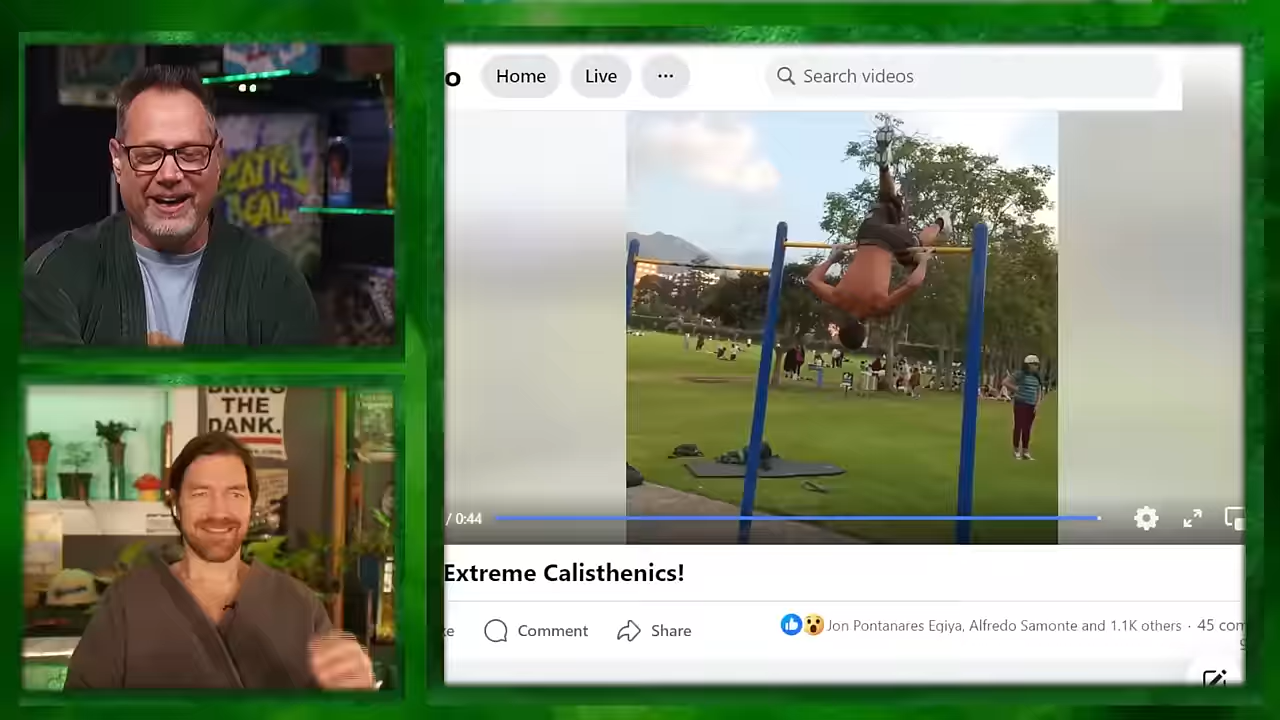 BRING
THE
DANK.
o
Home
Live
...
Search videos
/ 0:44
Extreme Calisthenics!
Comment
Share
Jon Pontanares Eqiya, Alfredo Samonte and 1.1K others · 45 com